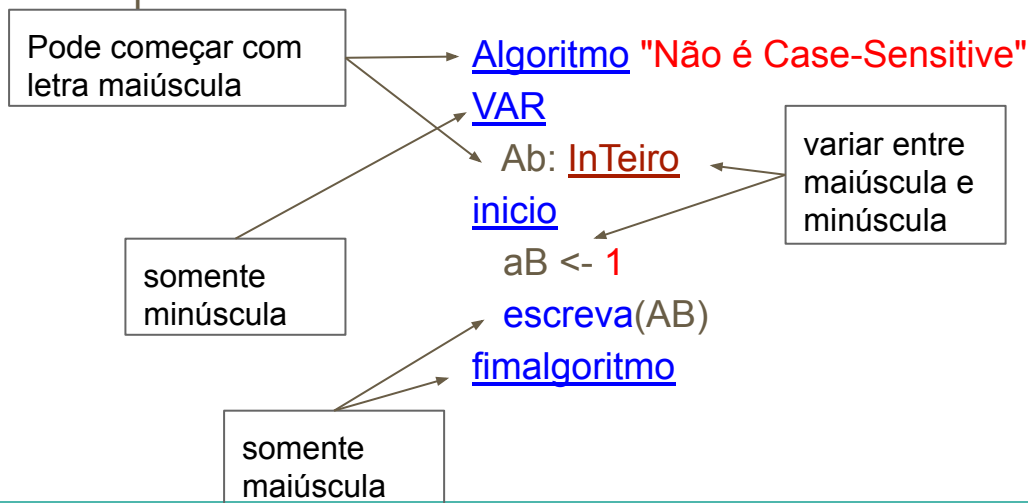 Pode começar com
letra maiúscula
Algoritmo "Não é Case-Sensitive"
VAR
Ab: InTeiro
inicio
aB <- 1
escreva(AB)
fimalgoritmo
variar entre
maiúscula e
minúscula
somente
minúscula
somente
maiúscula